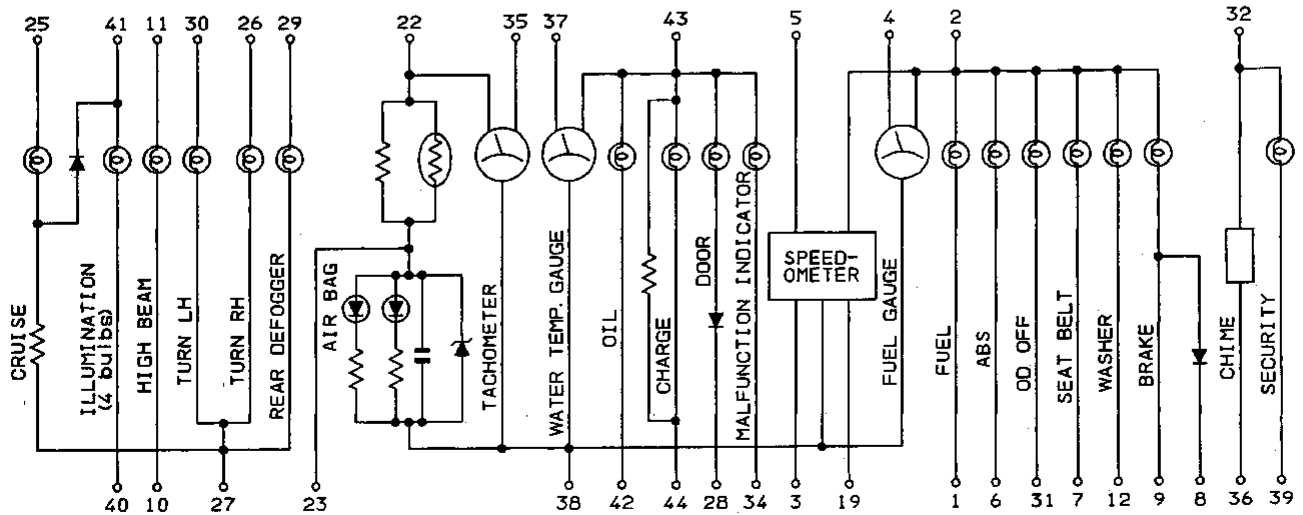 25 41 11 30 26 29 22 35 37 43 5 4 2 32
CRUISE
ILLUMINATION
(4 bulbs)
HIGH BEAM
TURN LH
TURN RH
REAR DEFOGGER
AIR BAG
TACHOMETER
WATER TEMP. GAUGE
OIL
CHARGE
DOOR
MALFUNCTION INDICATOR
SPEED-
OMETER
FUEL GAUGE
FUEL
ABS
OD OFF
SEAT BELT
WASHER
BRAKE
CHIME
SECURITY
40 10 27 23 38 42 44 28 34 3 19 1 6 31 7 12 9 8 36 39